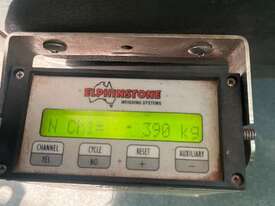 ELPHINSTONE
WEIGHING SYSTEMS
N CH1= - 390 kg
CHANNEL CYCLE RESET AUXILIARY
YES NO + -